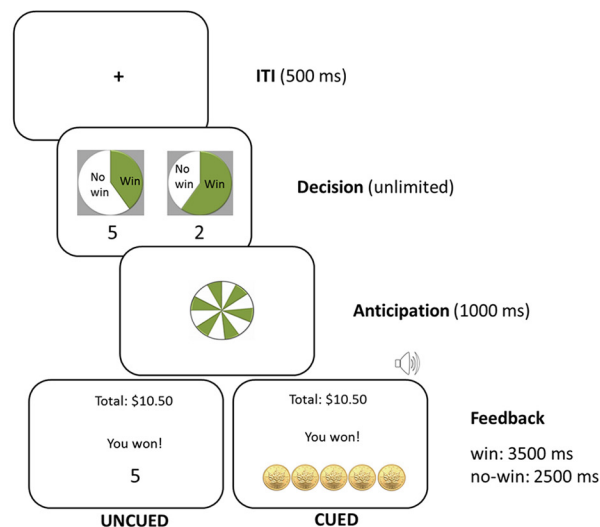 +
ITI (500 ms)
No win
Win
No win
Win
5
2
Decision (unlimited)
Anticipation (1000 ms)
Total: $10.50
You won!
5
UNCUED
Total: $10.50
You won!
CUED
Feedback
win: 3500 ms
no-win: 2500 ms